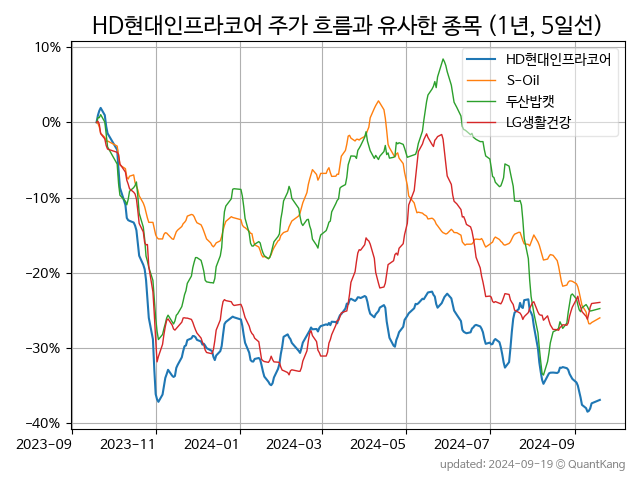 HD현대인프라코어 주가 흐름과 유사한 종목 (1년, 5일선)
HD현대인프라코어
S-Oil
두산밥캣
LG생활건강
10%
0%
−10%
−20%
−30%
−40%
2023-09 2023-11 2024-01 2024-03 2024-05 2024-07 2024-09
updated: 2024-09-19 © QuantKang